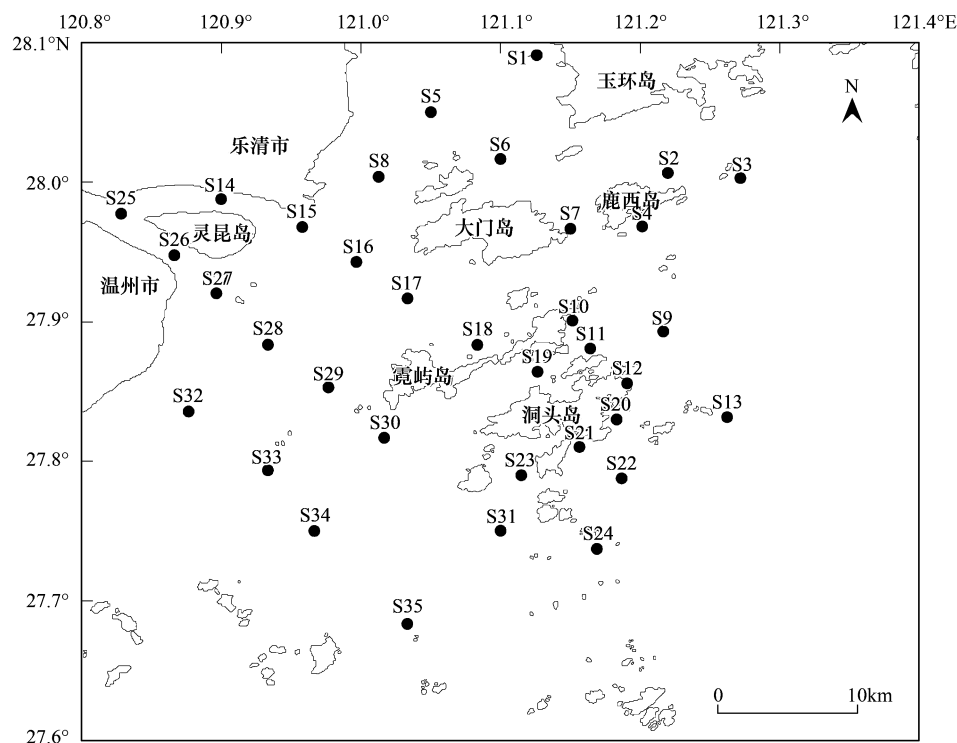 120.8° 120.9° 121.0° 121.1° 121.2° 121.3° 121.4°E
28.1°N
S1
玉环岛
N
S5
乐清市
S6
S8
S2
S3
28.0°
S25
S14
S15
鹿西岛
S4
S7
灵昆岛
大门岛
S26
S16
温州市
S27
S17
27.9°
S28
S18
S10
S9
S11
S19
S29
霓屿岛
S12
S32
S30
洞头岛
S20
S13
S21
27.8°
S33
S23
S22
S34
S31
S24
27.7°
S35
0 10km
27.6°